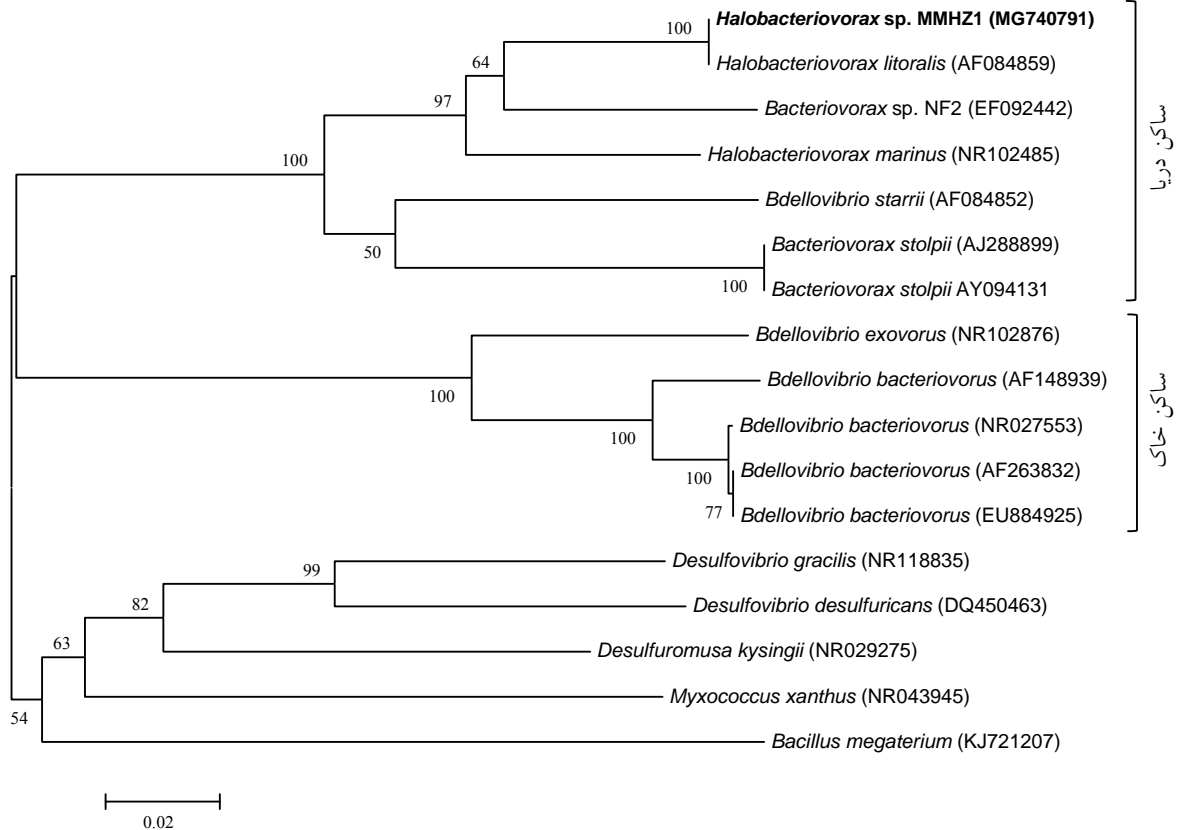 Halobacteriovorax sp. MMHZ1 (MG740791)
100
Halobacteriovorax litoralis (AF084859)
64
Bacteriovorax sp. NF2 (EF092442)
97
Halobacteriovorax marinus (NR102485)
100
Bdellovibrio starrii (AF084852)
50
Bacteriovorax stolpii (AJ288899)
100
Bacteriovorax stolpii AY094131
ساکن دریا
Bdellovibrio exovorus (NR102876)
100
Bdellovibrio bacteriovorus (AF148939)
100
Bdellovibrio bacteriovorus (NR027553)
100
Bdellovibrio bacteriovorus (AF263832)
77
Bdellovibrio bacteriovorus (EU884925)
ساکن خاک
Desulfovibrio gracilis (NR118835)
99
Desulfovibrio desulfuricans (DQ450463)
82
Desulfuromusa kysingii (NR029275)
63
Myxococcus xanthus (NR043945)
54
Bacillus megaterium (KJ721207)
0.02